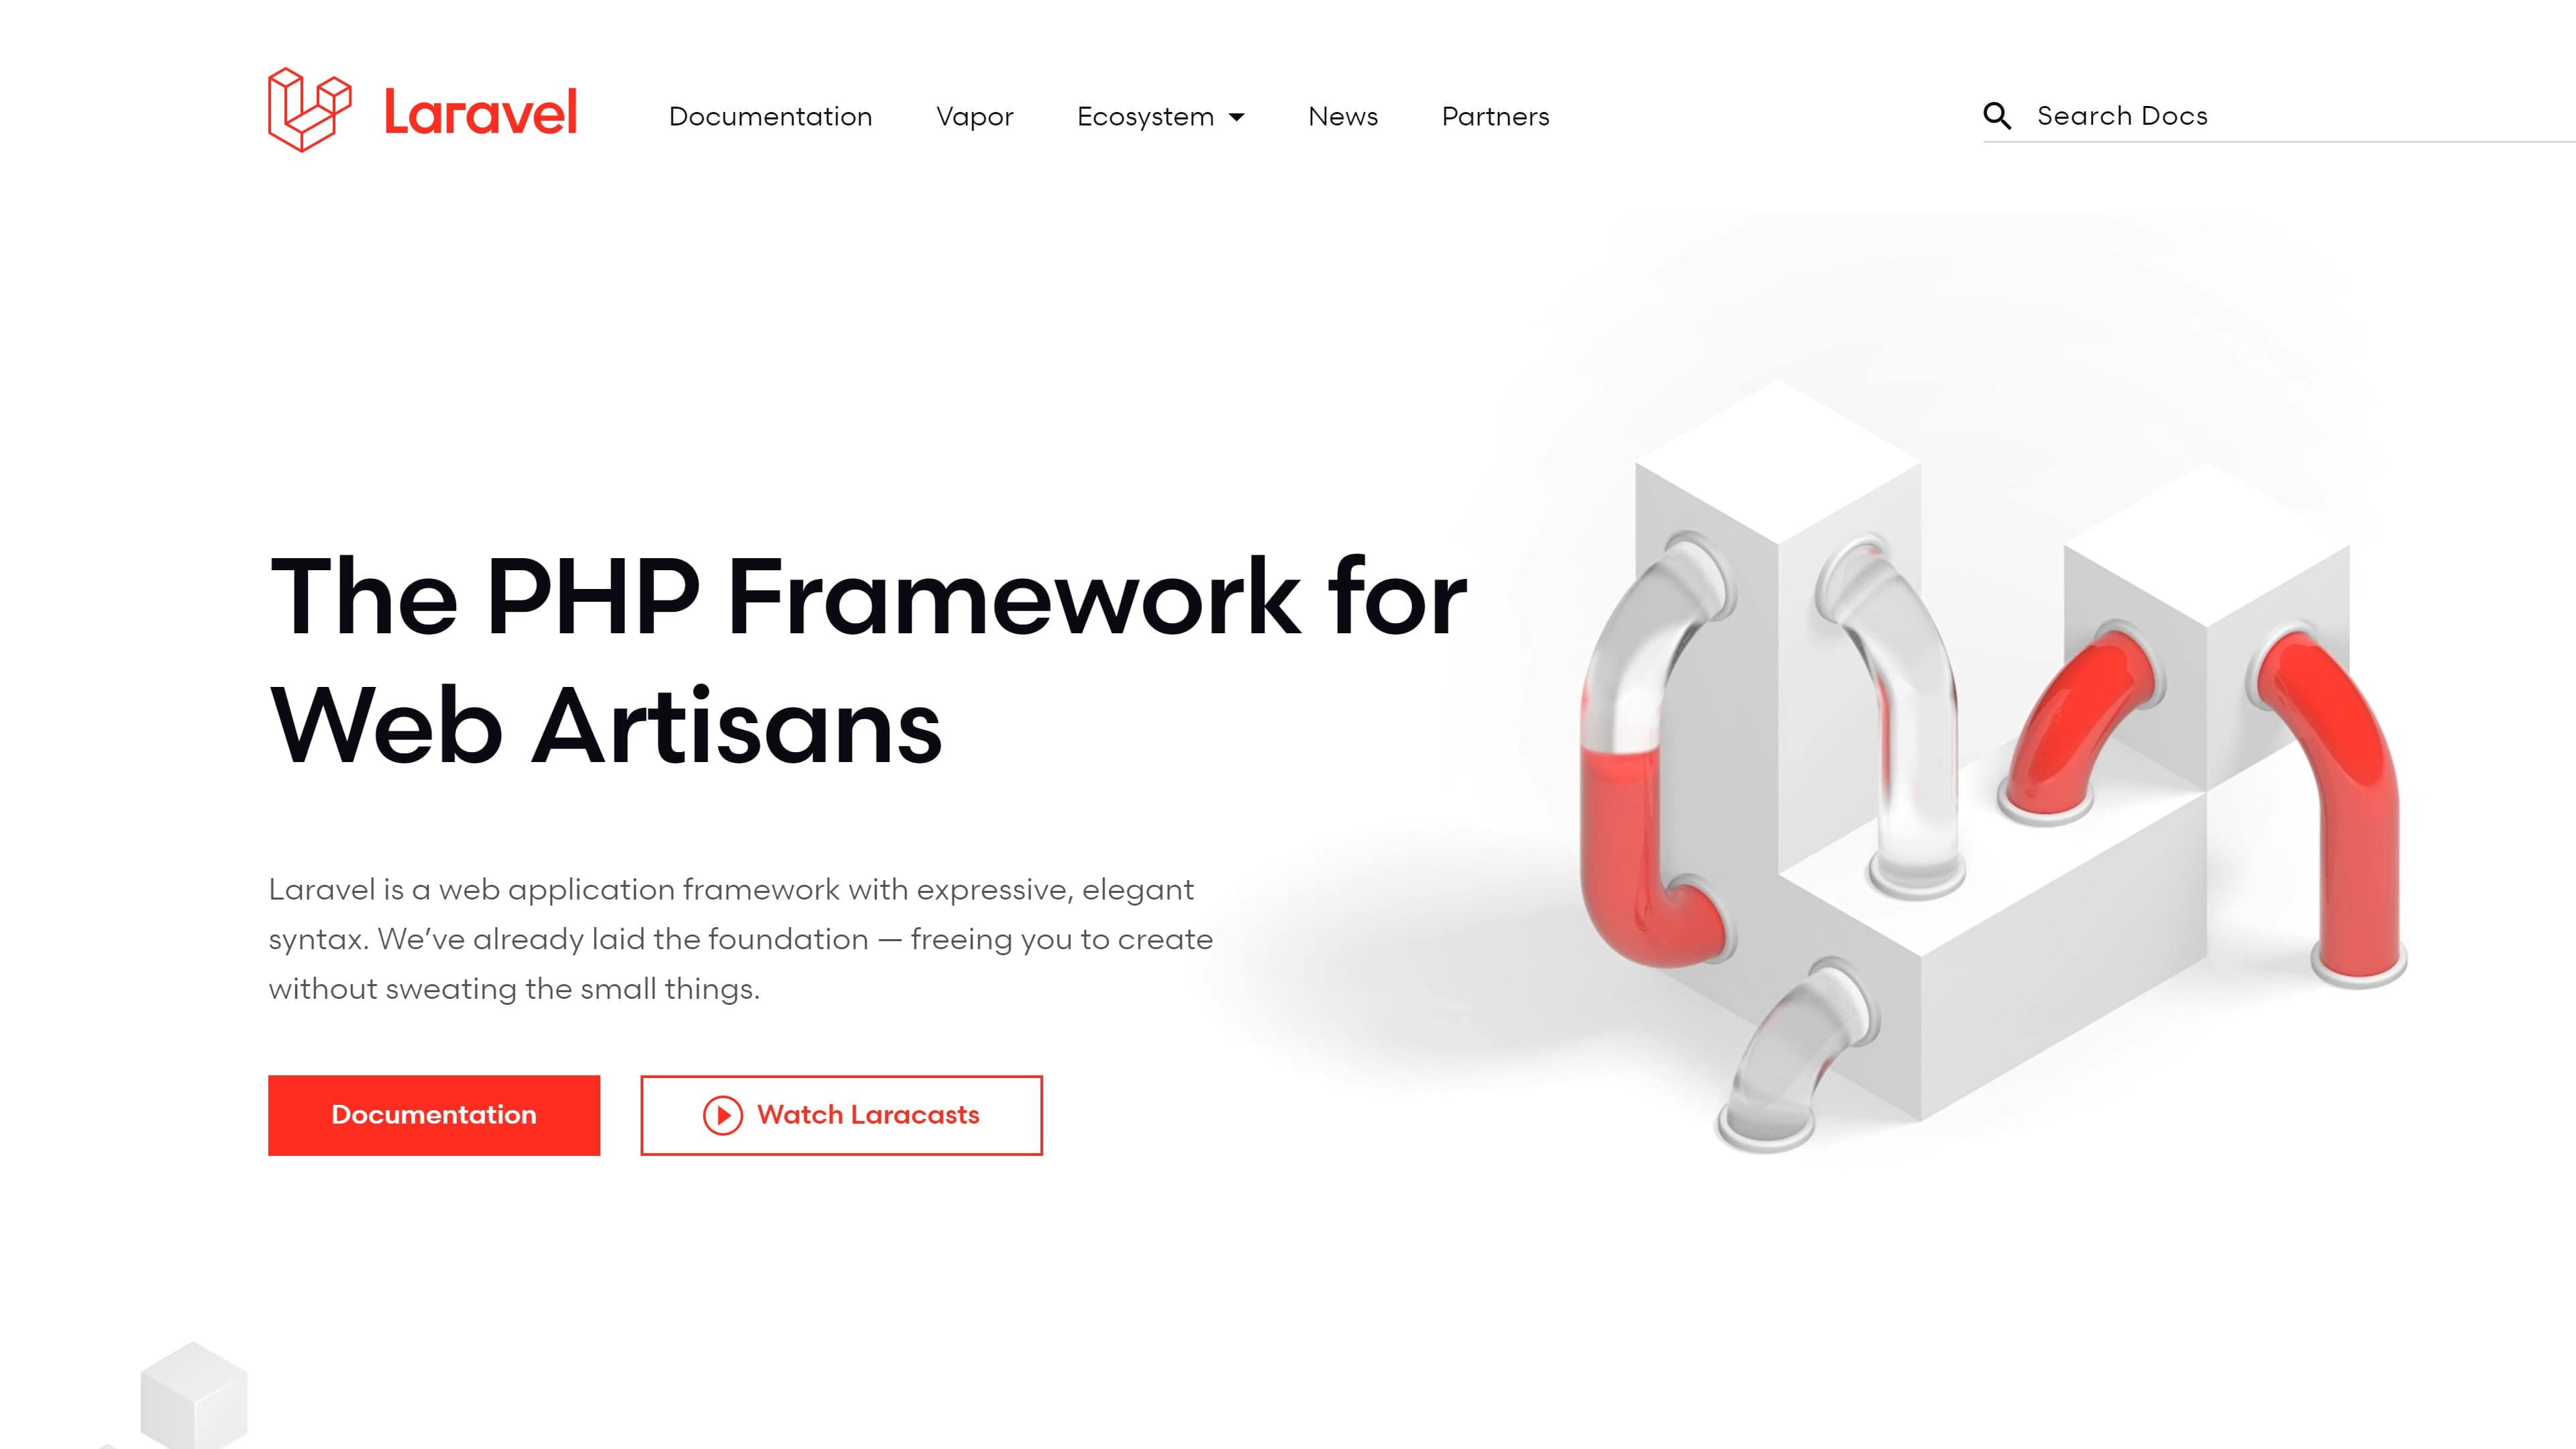 Laravel
Documentation
Vapor
Ecosystem
News
Partners
Search Docs
The PHP Framework for
Web Artisans
Laravel is a web application framework with expressive, elegant
syntax. We’ve already laid the foundation — freeing you to create
without sweating the small things.
Documentation
Watch Laracasts